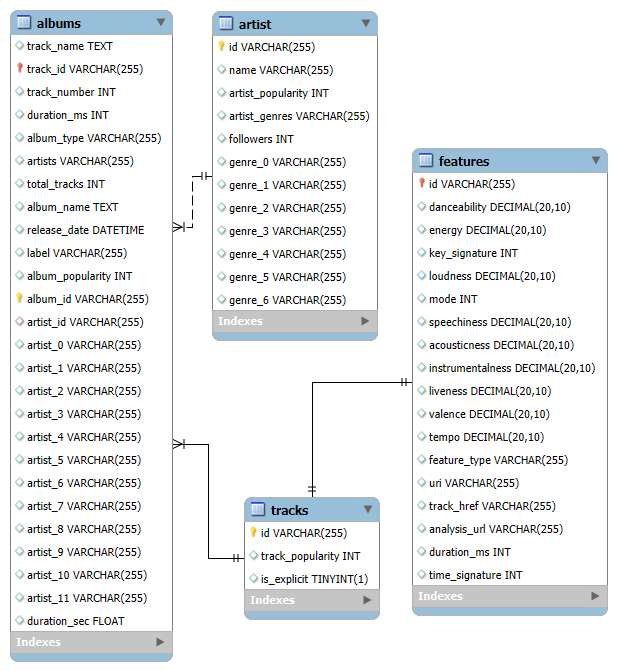 albums
track_name TEXT
track_id VARCHAR(255)
track_number INT
duration_ms INT
album_type VARCHAR(255)
artists VARCHAR(255)
total_tracks INT
album_name TEXT
release_date DATETIME
label VARCHAR(255)
album_popularity INT
album_id VARCHAR(255)
artist_id VARCHAR(255)
artist_0 VARCHAR(255)
artist_1 VARCHAR(255)
artist_2 VARCHAR(255)
artist_3 VARCHAR(255)
artist_4 VARCHAR(255)
artist_5 VARCHAR(255)
artist_6 VARCHAR(255)
artist_7 VARCHAR(255)
artist_8 VARCHAR(255)
artist_9 VARCHAR(255)
artist_10 VARCHAR(255)
artist_11 VARCHAR(255)
duration_sec FLOAT
Indexes
artist
id VARCHAR(255)
name VARCHAR(255)
artist_popularity INT
artist_genres VARCHAR(255)
followers INT
genre_0 VARCHAR(255)
genre_1 VARCHAR(255)
genre_2 VARCHAR(255)
genre_3 VARCHAR(255)
genre_4 VARCHAR(255)
genre_5 VARCHAR(255)
genre_6 VARCHAR(255)
Indexes
features
id VARCHAR(255)
danceability DECIMAL(20,10)
energy DECIMAL(20,10)
key_signature INT
loudness DECIMAL(20,10)
mode INT
speechiness DECIMAL(20,10)
acousticness DECIMAL(20,10)
instrumentalness DECIMAL(20,10)
liveness DECIMAL(20,10)
valence DECIMAL(20,10)
tempo DECIMAL(20,10)
feature_type VARCHAR(255)
uri VARCHAR(255)
track_href VARCHAR(255)
analysis_url VARCHAR(255)
duration_ms INT
time_signature INT
Indexes
tracks
id VARCHAR(255)
track_popularity INT
is_explicit TINYINT(1)
Indexes